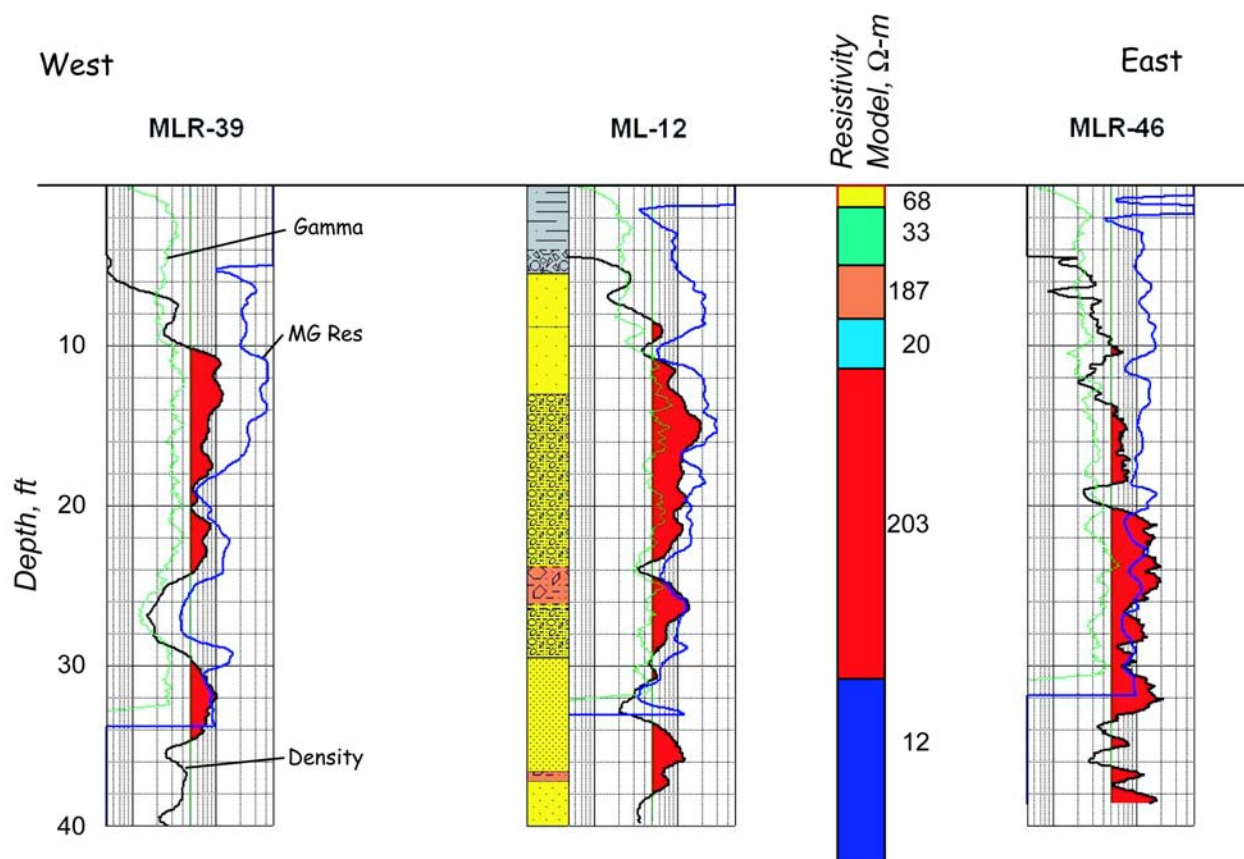 West
East
Resistivity
Model, Ω-m
MLR-39
ML-12
MLR-46
68
Gamma
33
187
MG Res
10
20
20
203
Depth, ft
30
12
Density
40